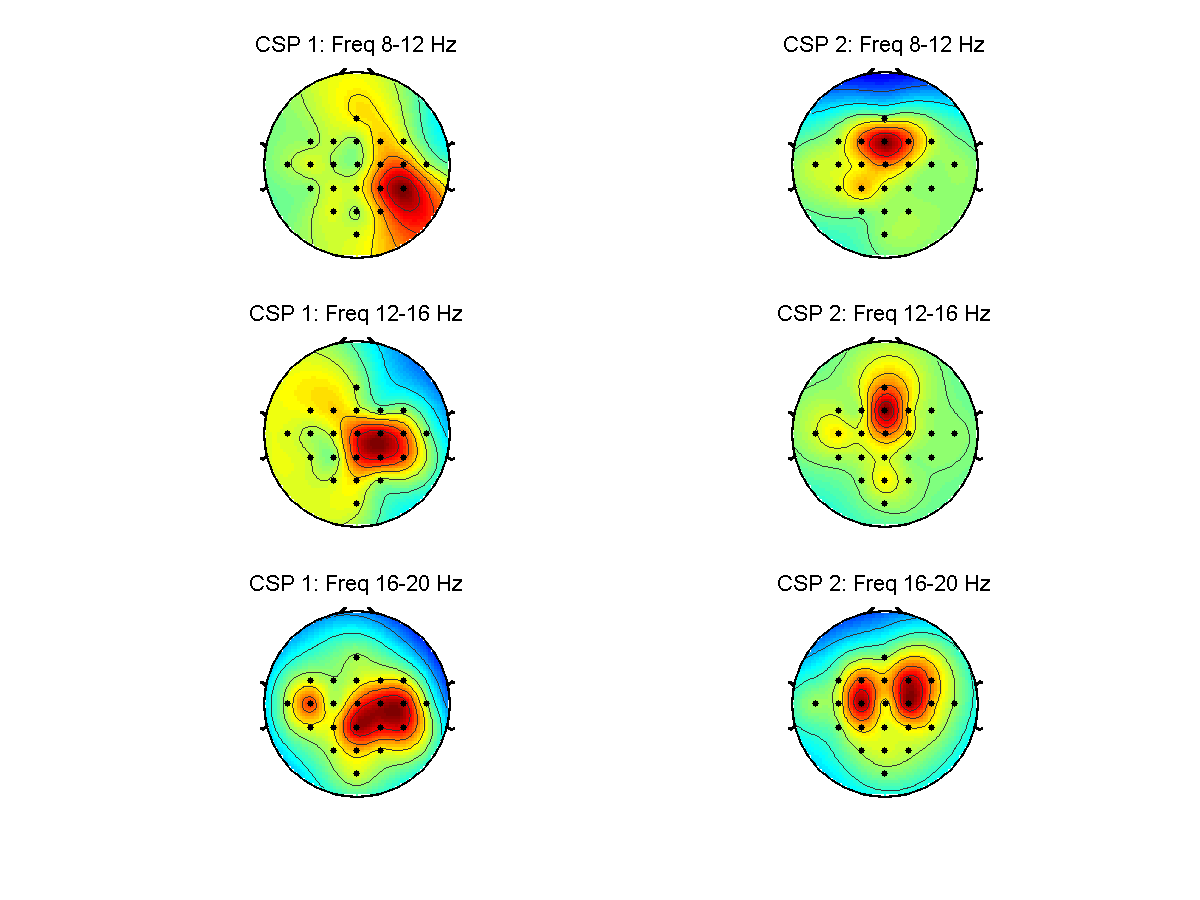 CSP 1: Freq 8-12 Hz
CSP 2: Freq 8-12 Hz
CSP 1: Freq 12-16 Hz
CSP 2: Freq 12-16 Hz
CSP 1: Freq 16-20 Hz
CSP 2: Freq 16-20 Hz